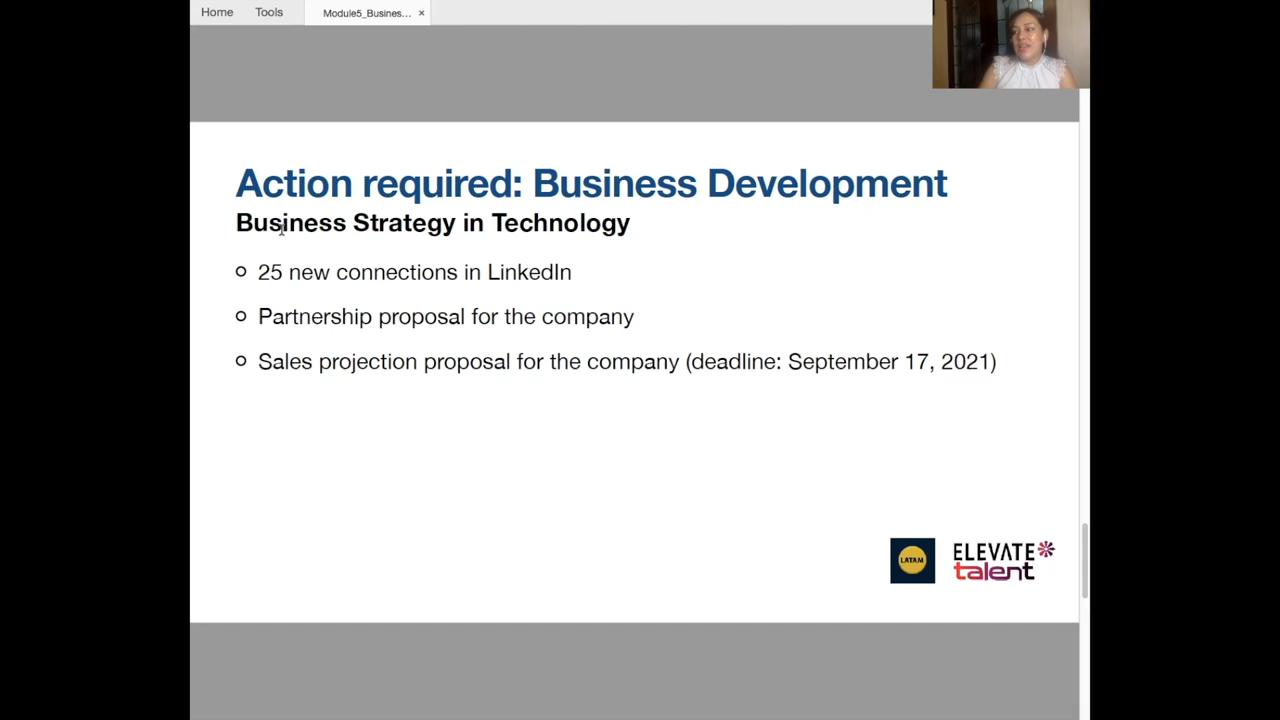 Home Tools Module5_Busines... ×
Action required: Business Development
Business Strategy in Technology
25 new connections in LinkedIn
Partnership proposal for the company
Sales projection proposal for the company (deadline: September 17, 2021)
LATAM
ELEVATE
talent